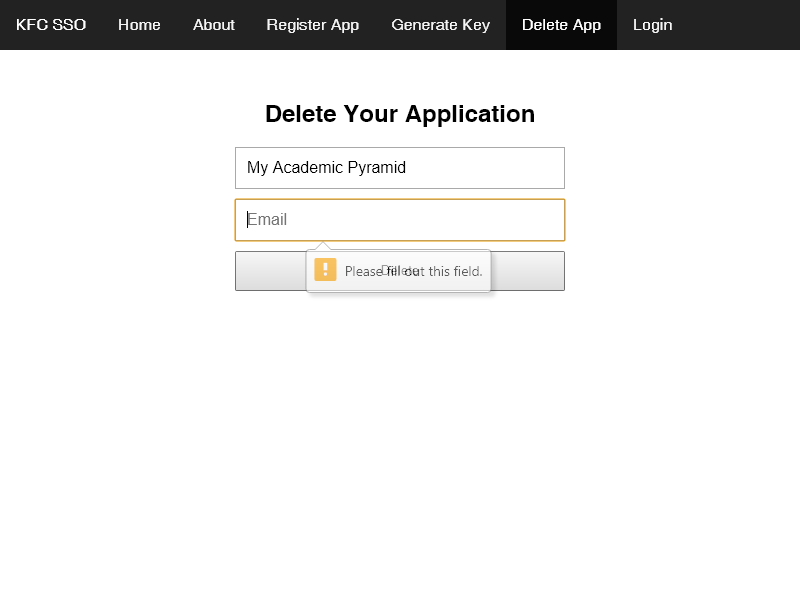 KFC SSO Home About Register App Generate Key Delete App Login
Delete Your Application
My Academic Pyramid
Email
Please fill out this field.
Delete